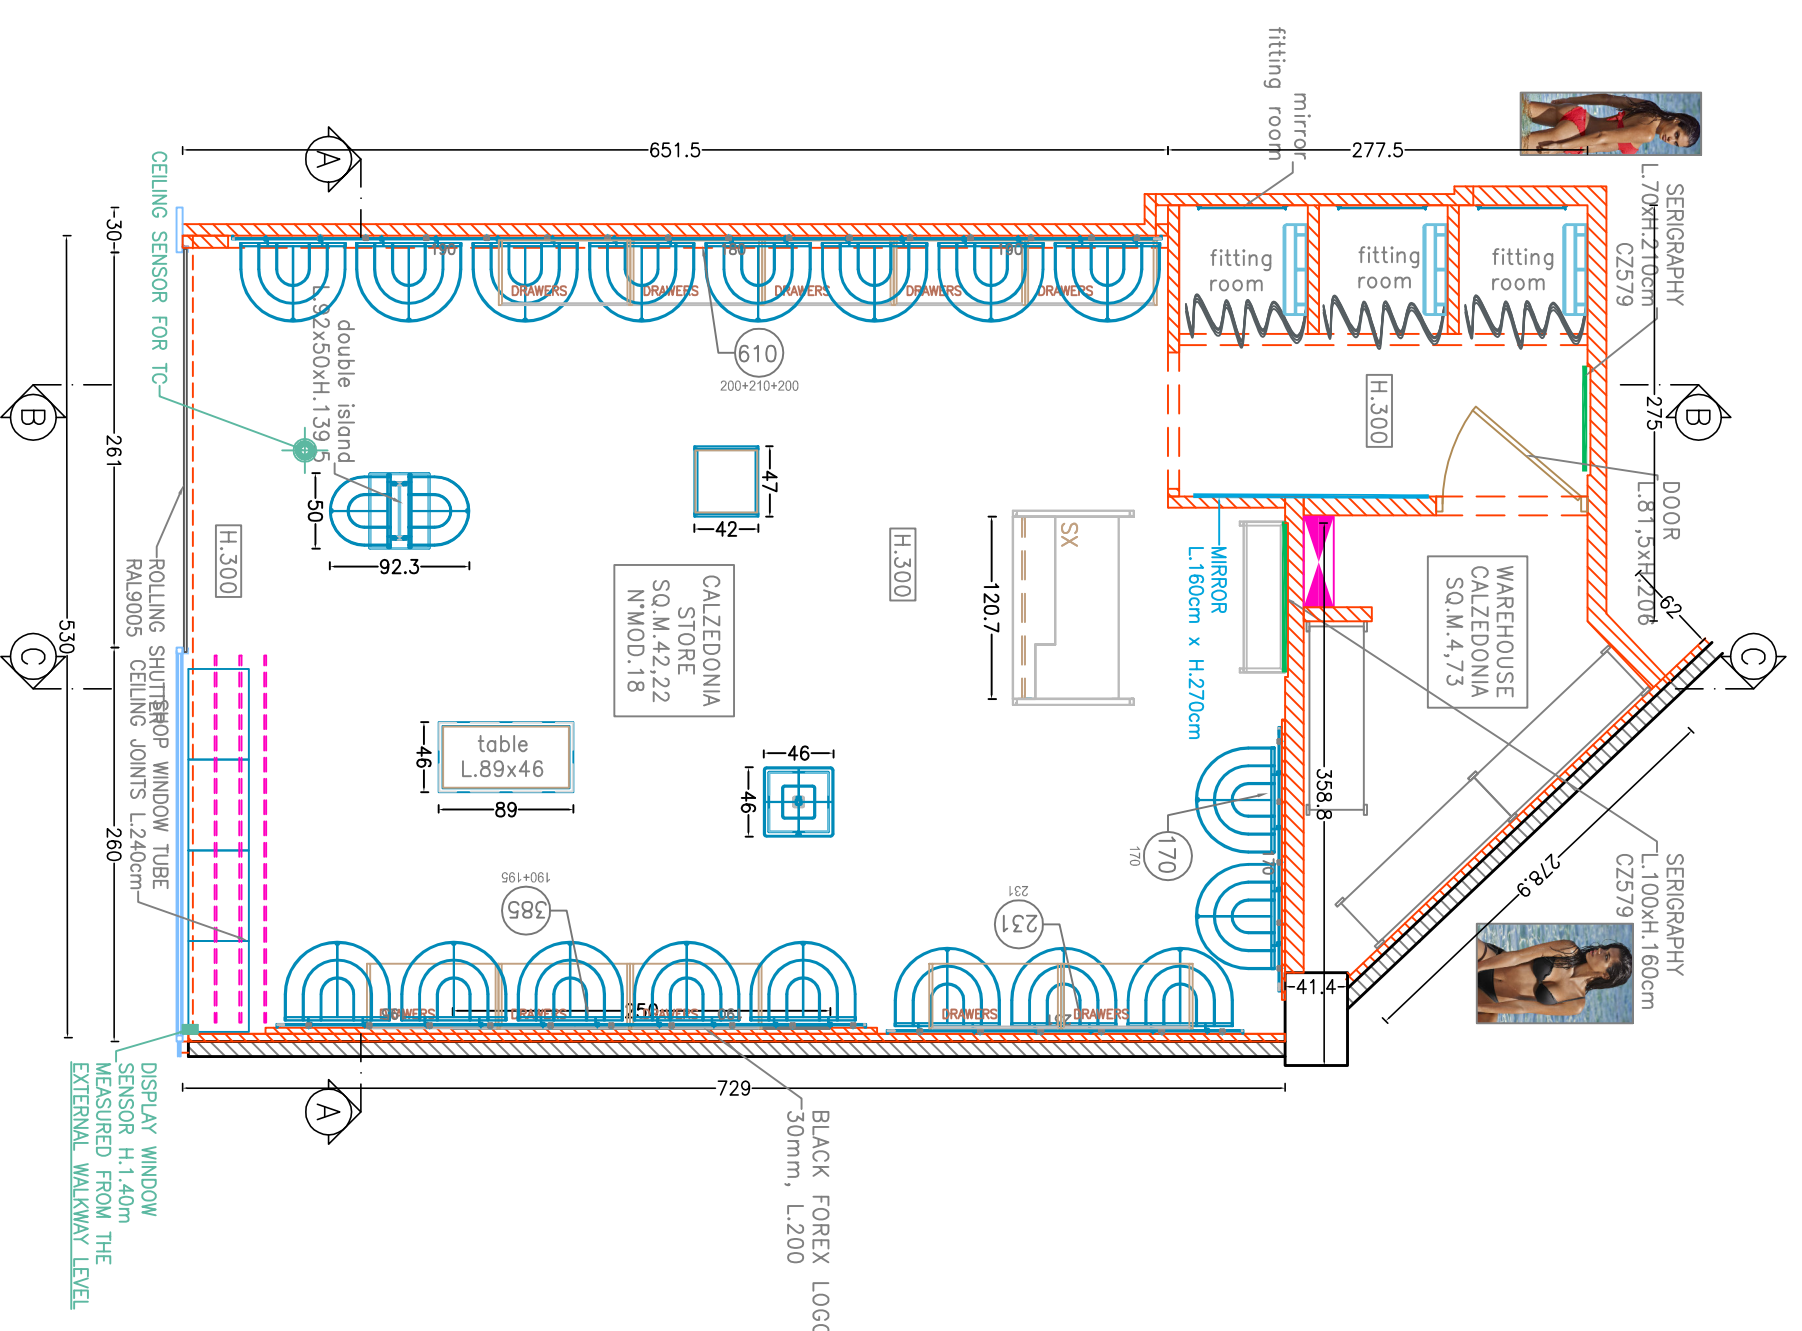 fitting room
mirror
fitting room
651.5
277.5
SERIGRAPHY
L.70xH.210cm
CZ579
A
CEILING SENSOR FOR TC
30
190
180
190
DRAWERS
DRAWERS
DRAWERS
DRAWERS
DRAWERS
fitting
room
fitting
room
fitting
room
610
200+210+200
double island
L.92x50xH.139,5
H.300
275
B
B
261
47
42
50
92.3
DOOR
L.81,5xH.206
H.300
H.300
SX
120.7
MIRROR
L.160cm x H.270cm
WAREHOUSE
CALZEDONIA
SQ.M.4,73
62
CALZEDONIA
STORE
SQ.M.42,22
N°MOD.18
530
C
C
ROLLING SHUTTER
RAL9005
SHOP WINDOW TUBE
CEILING JOINTS L.240cm
table
L.89x46
46
89
46
46
358.8
170
170
278.9
260
SERIGRAPHY
L.100xH.160cm
CZ579
190+195
385
231
231
41.4
250
DRAWERS
DRAWERS
DRAWERS
DRAWERS
DRAWERS
729
A
DISPLAY WINDOW
SENSOR H.1.40m
MEASURED FROM THE
EXTERNAL WALKWAY LEVEL
BLACK FOREX LOGO
30mm, L.200